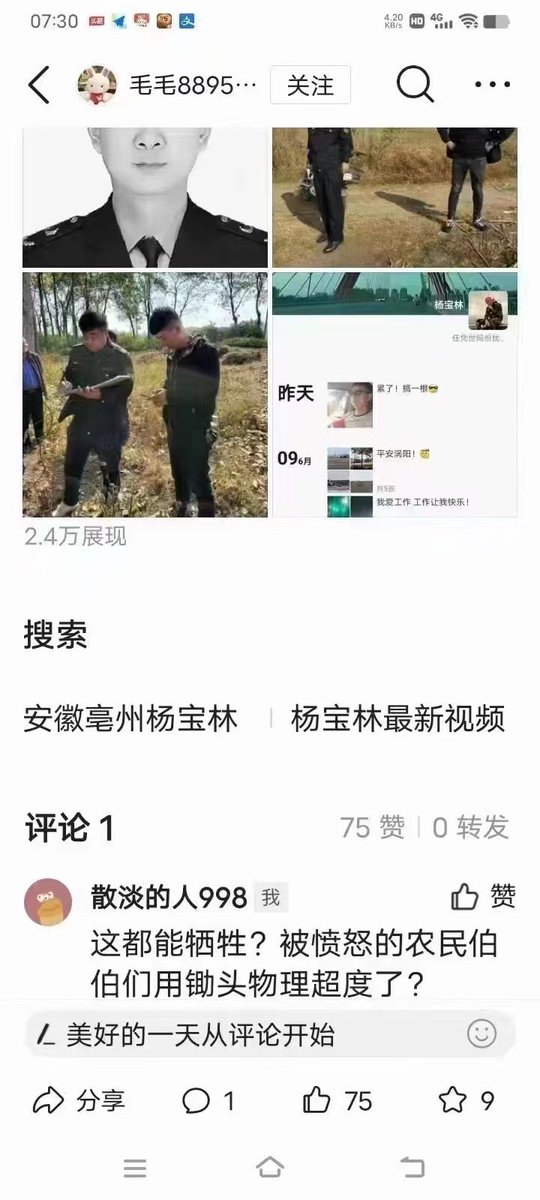 07:30
4.20
KB/s
HD
4G
毛毛8895…
关注
杨宝林
任凭世间纷扰..
昨天
累了！搞一根😎
096月
平安涡阳！
共5张
我爱工作 工作让我快乐！
2.4万展现
搜索
安徽亳州杨宝林
杨宝林最新视频
评论 1
75 赞
0 转发
散淡的人998
我
赞
这都能牺牲？被愤怒的农民伯
伯们用锄头物理超度了？
美好的一天从评论开始
分享
1
75
9